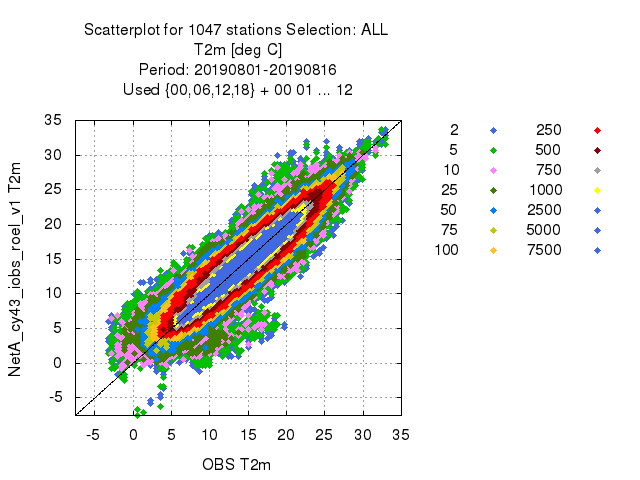 Scatterplot for 1047 stations Selection: ALL
T2m [deg C]
Period: 20190801-20190816
Used {00,06,12,18} + 00 01 ... 12
NetA_cy43_iobs_roel_v1 T2m
35
30
25
20
15
10
5
0
-5
-5 0 5 10 15 20 25 30 35
OBS T2m
2 250
5 500
10 750
25 1000
50 2500
75 5000
100 7500